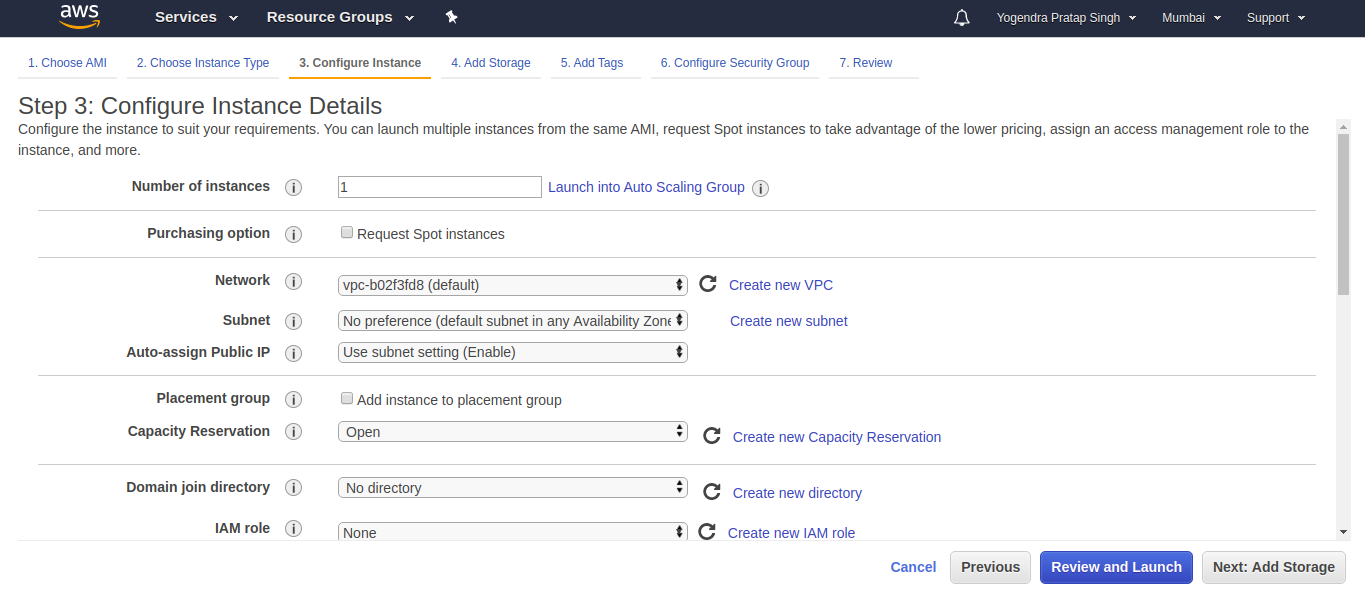 aws Services Resource Groups Yogendra Pratap Singh Mumbai Support
1. Choose AMI 2. Choose Instance Type 3. Configure Instance 4. Add Storage 5. Add Tags 6. Configure Security Group 7. Review
Step 3: Configure Instance Details
Configure the instance to suit your requirements. You can launch multiple instances from the same AMI, request Spot instances to take advantage of the lower pricing, assign an access management role to the
instance, and more.
Number of instances i 1 Launch into Auto Scaling Group i
Purchasing option i Request Spot instances
Network i vpc-b02f3fd8 (default) Create new VPC
Subnet i No preference (default subnet in any Availability Zone Create new subnet
Auto-assign Public IP i Use subnet setting (Enable)
Placement group i Add instance to placement group
Capacity Reservation i Open Create new Capacity Reservation
Domain join directory i No directory Create new directory
IAM role i None Create new IAM role
Cancel Previous Review and Launch Next: Add Storage